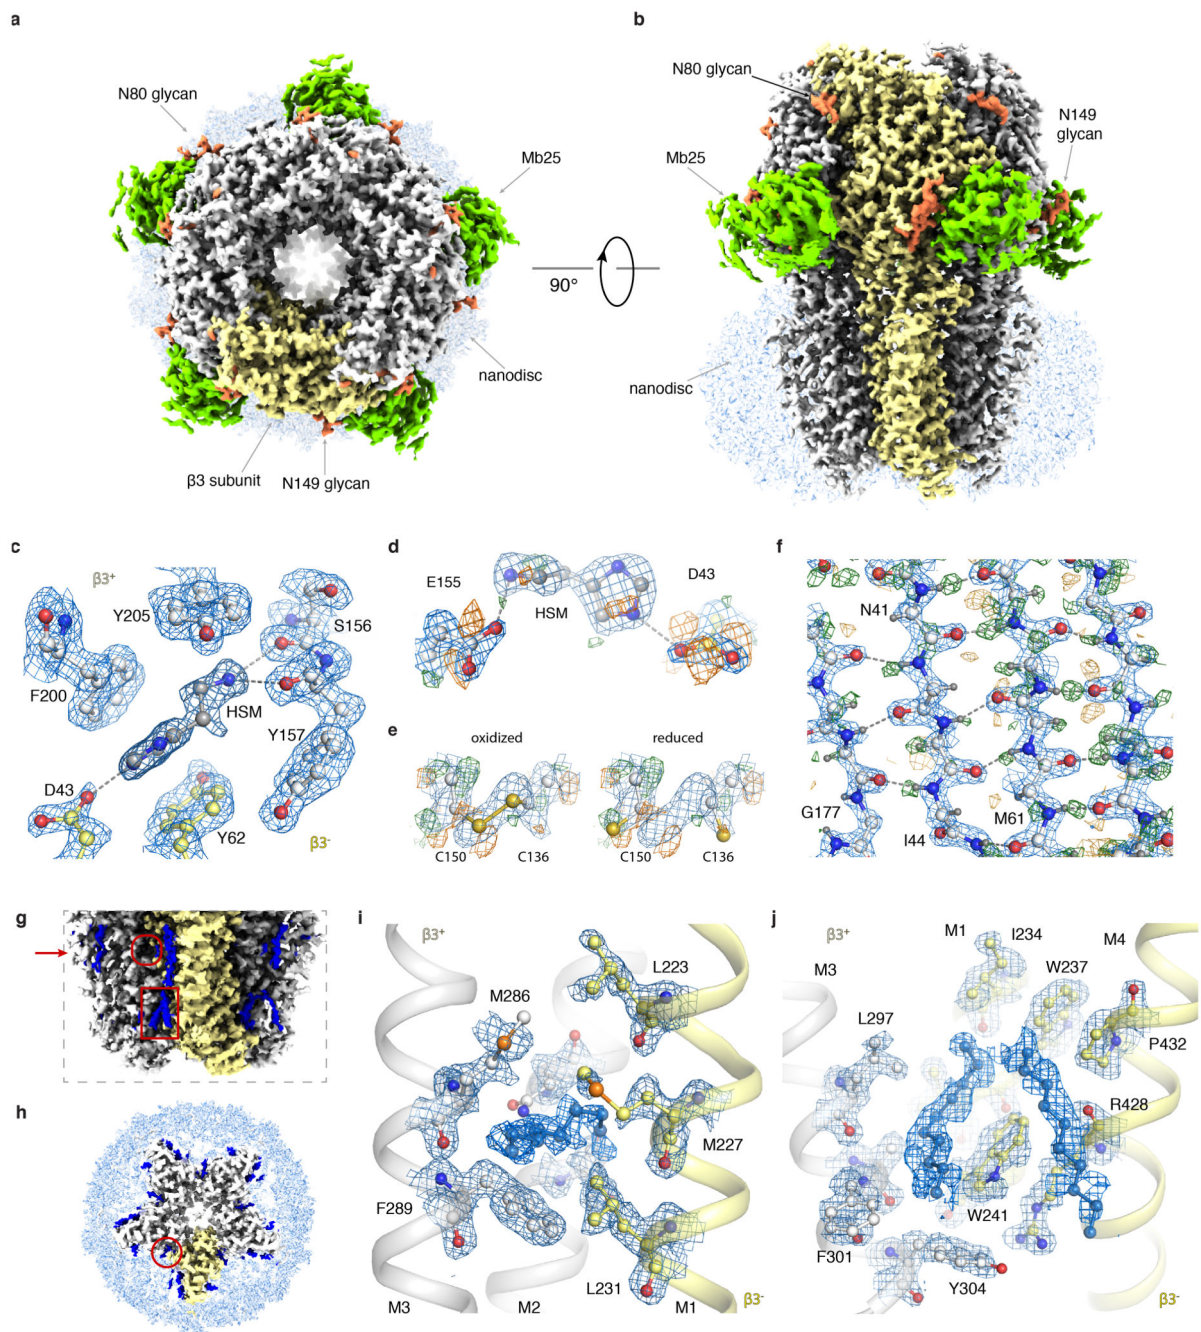 a
b
N80 glycan
N80 glycan
N149
glycan
Mb25
Mb25
90°
nanodisc
nanodisc
β3 subunit
N149 glycan
c
d
f
β3+
Y205
S156
F200
HSM
Y157
D43
Y62
β3-
E155
HSM
D43
e
oxidized
reduced
C150
C136
C150
C136
N41
G177
I44
M61
g
h
i
β3+
L223
M286
M227
F289
L231
M3
M2
M1
β3-
j
β3+
M1
I234
M4
M3
W237
L297
P432
R428
W241
F301
Y304
β3-